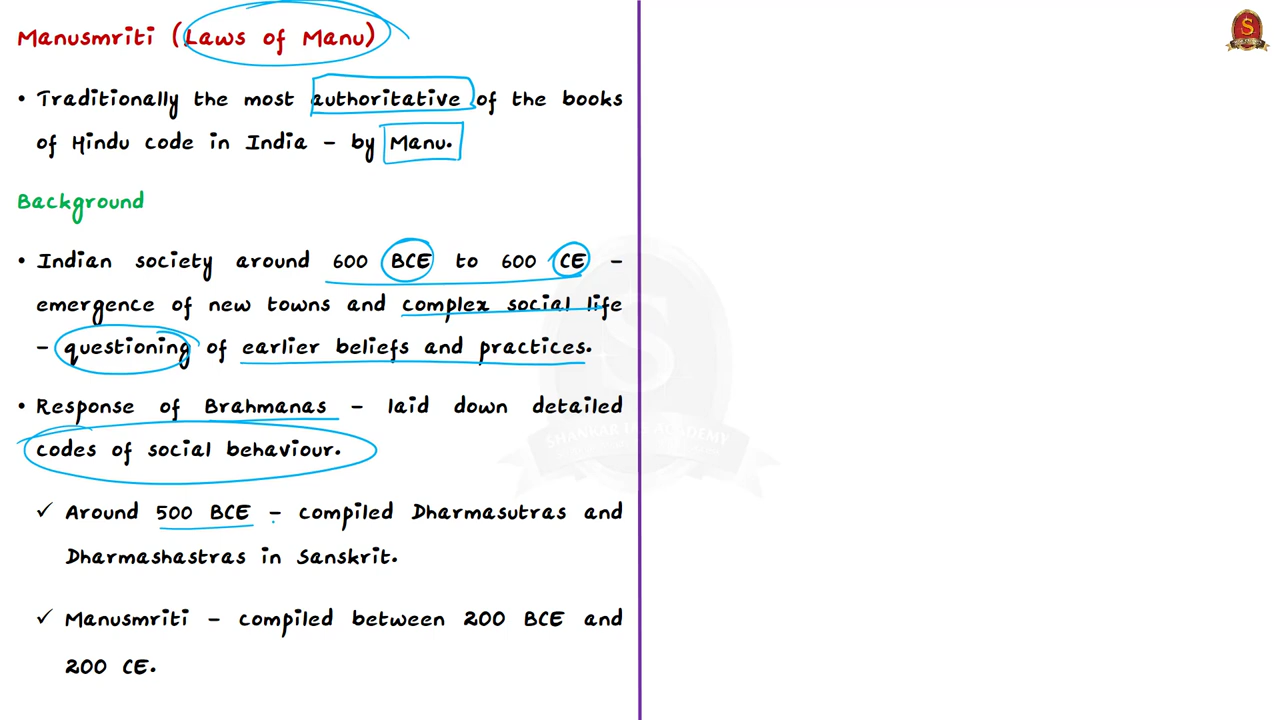 Manusmriti (Laws of Manu)
• Traditionally the most authoritative of the books
of Hindu code in India – by Manu.
Background
• Indian society around 600 BCE to 600 CE –
emergence of new towns and complex social life
– questioning of earlier beliefs and practices.
• Response of Brahmanas – laid down detailed
codes of social behaviour.
✓ Around 500 BCE – compiled Dharmasutras and
Dharmashastras in Sanskrit.
✓ Manusmriti – compiled between 200 BCE and
200 CE.
S
SHANKAR IAS ACADEMY
S